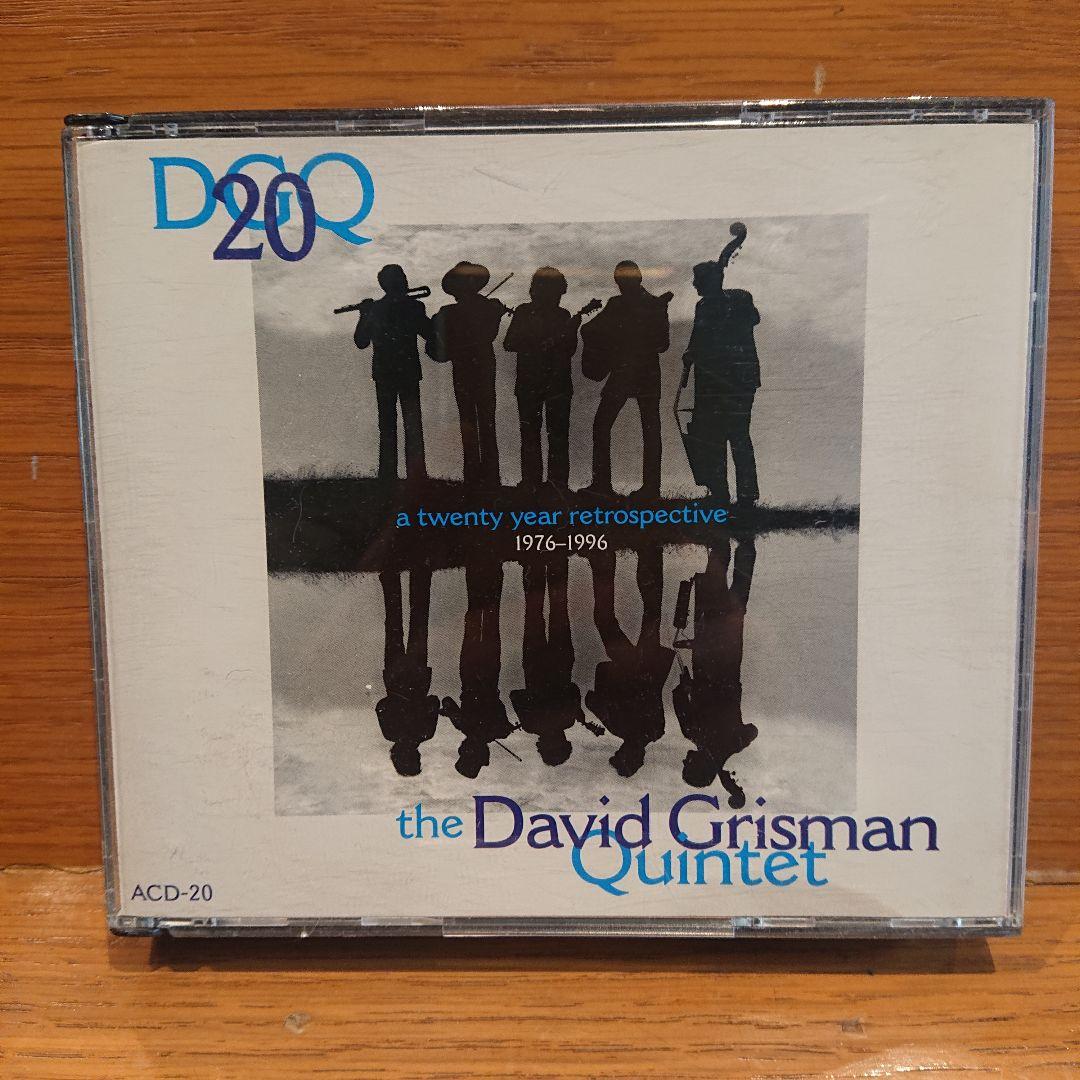 DGQ
20
a twenty year retrospective
1976–1996
the David Grisman
Quintet
ACD-20